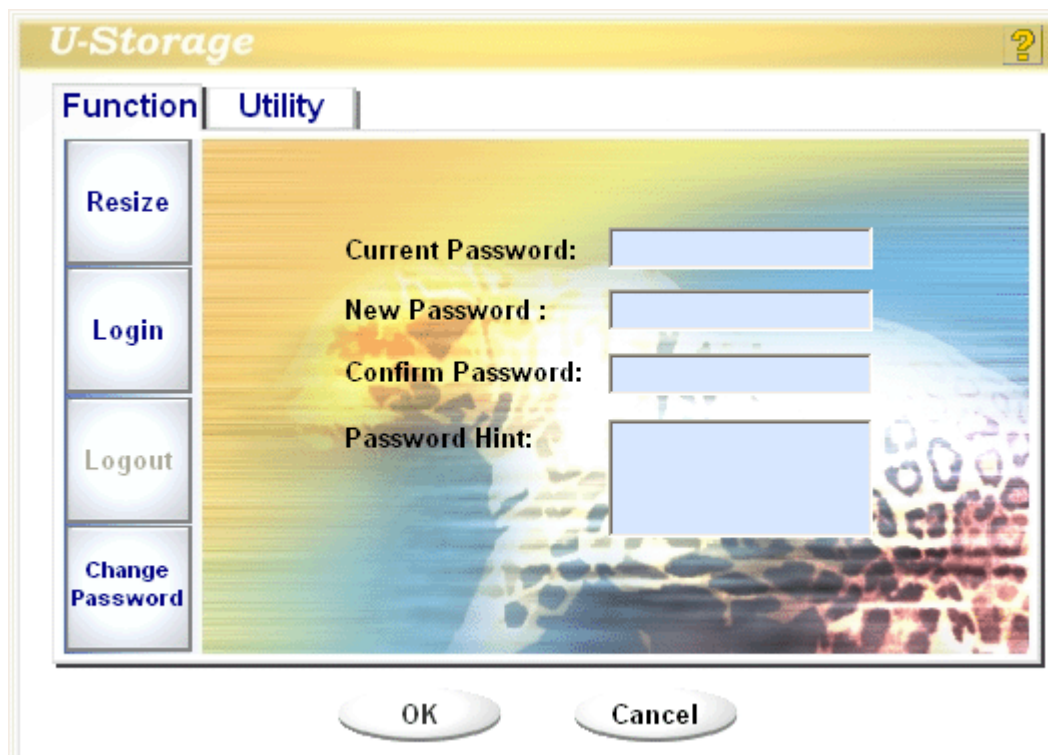 U-Storage
?
Function
Utility
Resize
Login
Logout
Change
Password
Current Password:
New Password :
Confirm Password:
Password Hint:
OK
Cancel